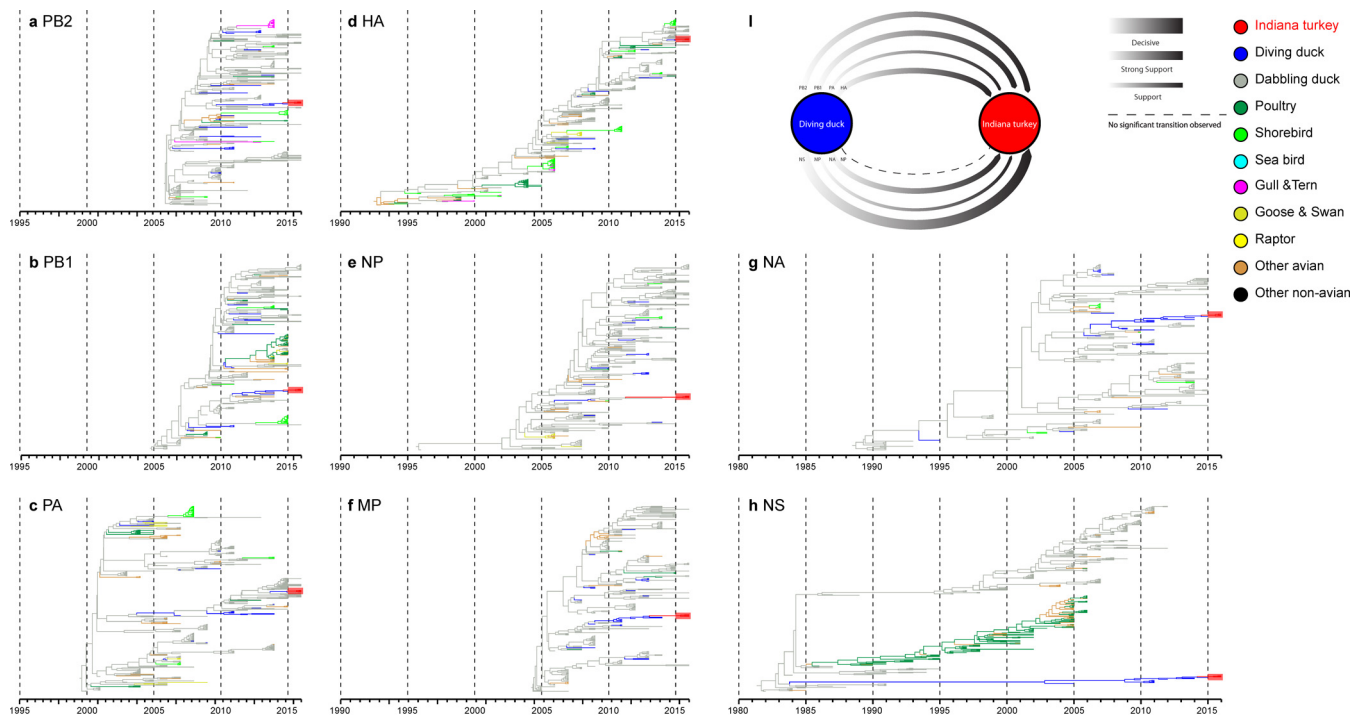 a PB2
1995 2000 2005 2010 2015
d HA
1990 1995 2000 2005 2010 2015
I
PB2 PB1 PA HA
Diving duck
Indiana turkey
NS NP NA NP
Decisive
Strong Support
Support
No significant transition observed
Indiana turkey
Diving duck
Dabbling duck
Poultry
Shorebird
Sea bird
Gull &Tern
Goose & Swan
Raptor
Other avian
Other non-avian
b PB1
1995 2000 2005 2010 2015
e NP
1990 1995 2000 2005 2010 2015
g NA
1980 1985 1990 1995 2000 2005 2010 2015
c PA
1995 2000 2005 2010 2015
f MP
1990 1995 2000 2005 2010 2015
h NS
1980 1985 1990 1995 2000 2005 2010 2015